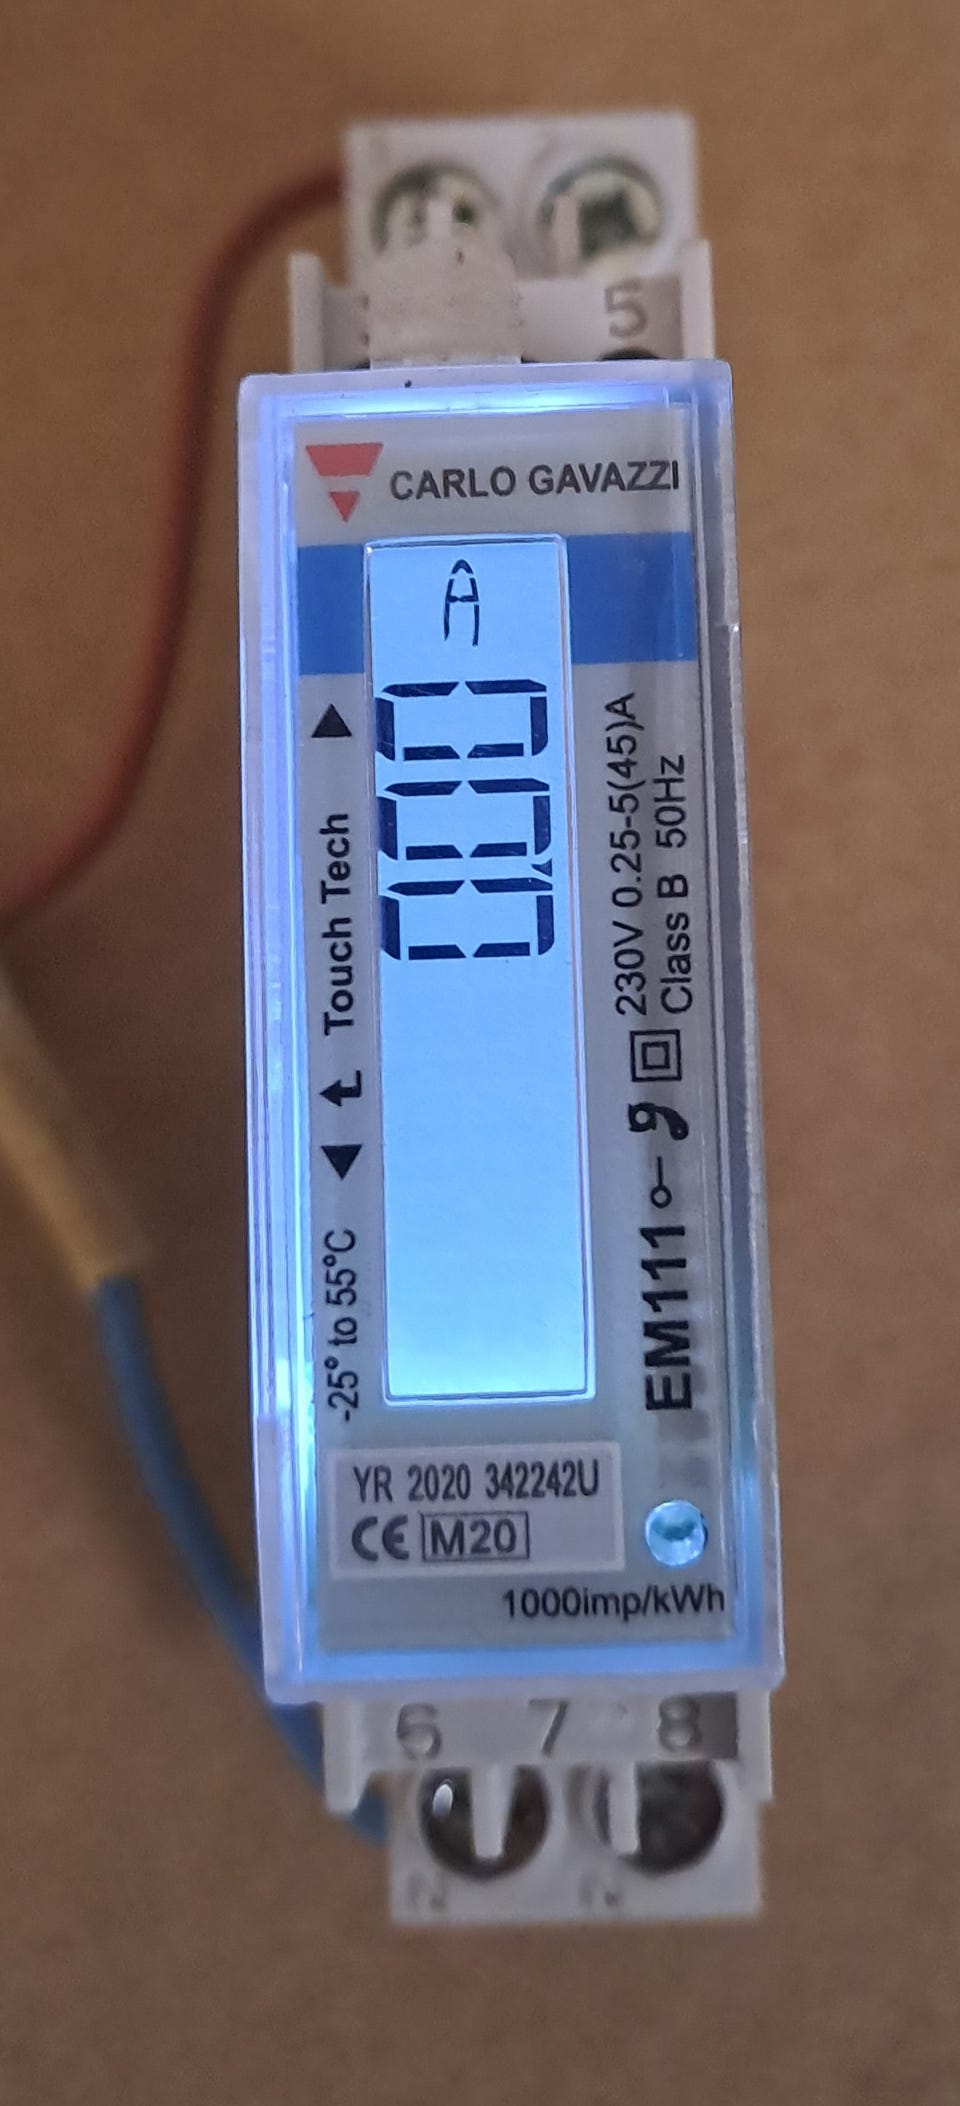 5
CARLO GAVAZZI
0.00 A
-25° to 55°C Touch Tech
EM111 230V 0.25-5(45)A
Class B 50Hz
YR 2020 342242U
CE M20
1000imp/kWh
6 7 8